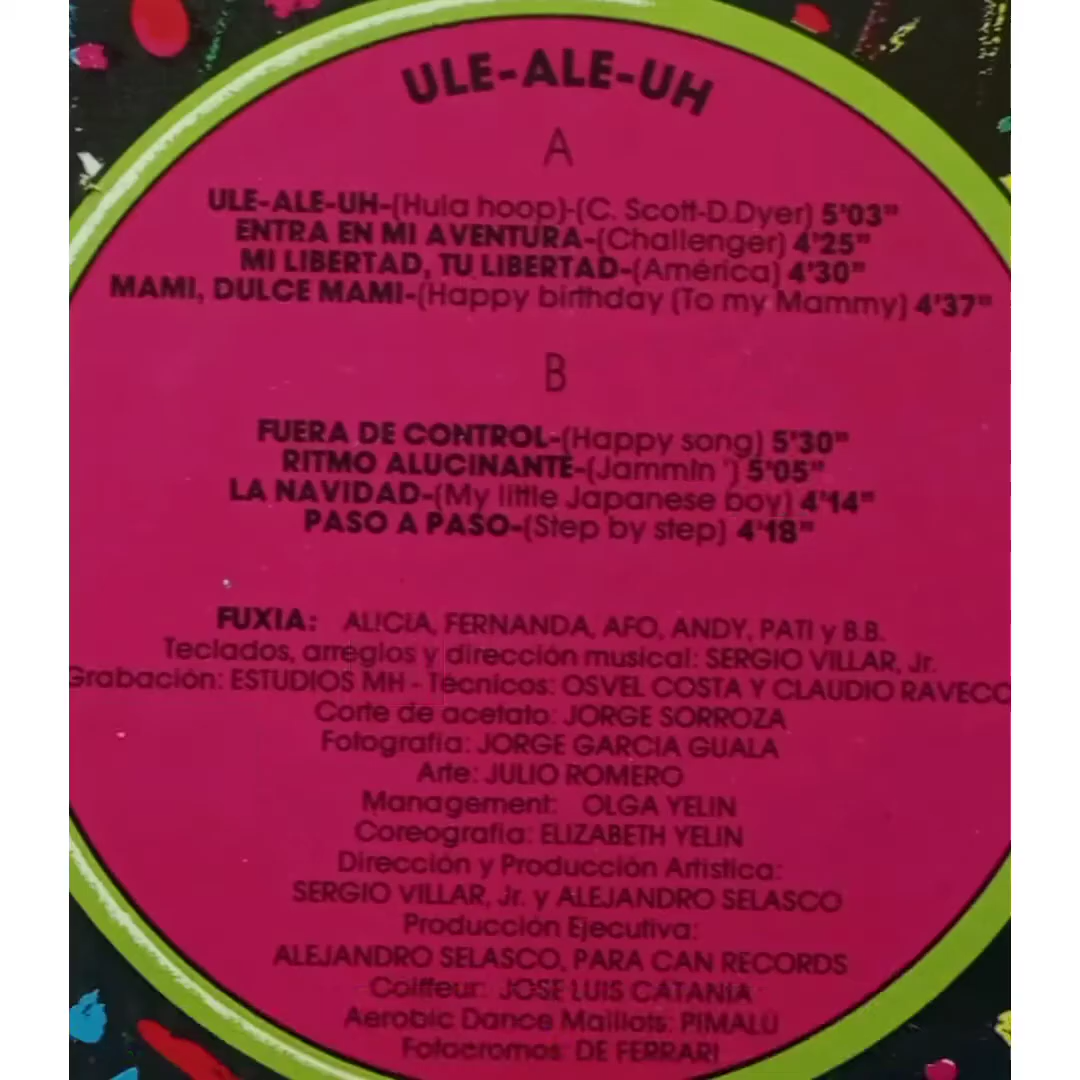 ULE-ALE-UH
A
ULE-ALE-UH-(Hula hoop)-(C. Scott-D.Dyer) 5'03"
ENTRA EN MI AVENTURA-(Challenger) 4'25"
MI LIBERTAD, TU LIBERTAD-(América) 4'30"
MAMI, DULCE MAMI-(Happy birthday (To my Mammy) 4'37"
B
FUERA DE CONTROL-(Happy song) 5'30"
RITMO ALUCINANTE-(Jammin ') 5'05"
LA NAVIDAD-(My little Japanese boy) 4'14"
PASO A PASO-(Step by step) 4'18"
FUXIA: ALICIA, FERNANDA, AFO, ANDY, PATI y B.B.
Teclados, arreglos y dirección musical: SERGIO VILLAR, Jr.
Grabación: ESTUDIOS MH - Técnicos: OSVEL COSTA Y CLAUDIO RAVECO
Corte de acetato: JORGE SORROZA
Fotografía: JORGE GARCIA GUALA
Arte: JULIO ROMERO
Management: OLGA YELIN
Coreografía: ELIZABETH YELIN
Dirección y Producción Artística:
SERGIO VILLAR, Jr. y ALEJANDRO SELASCO
Producción Ejecutiva:
ALEJANDRO SELASCO, PARA CAN RECORDS
Coiffeur: JOSE LUIS CATANIA
Aerobic Dance Maillots: PIMALU
Fotocromos: DE FERRARI